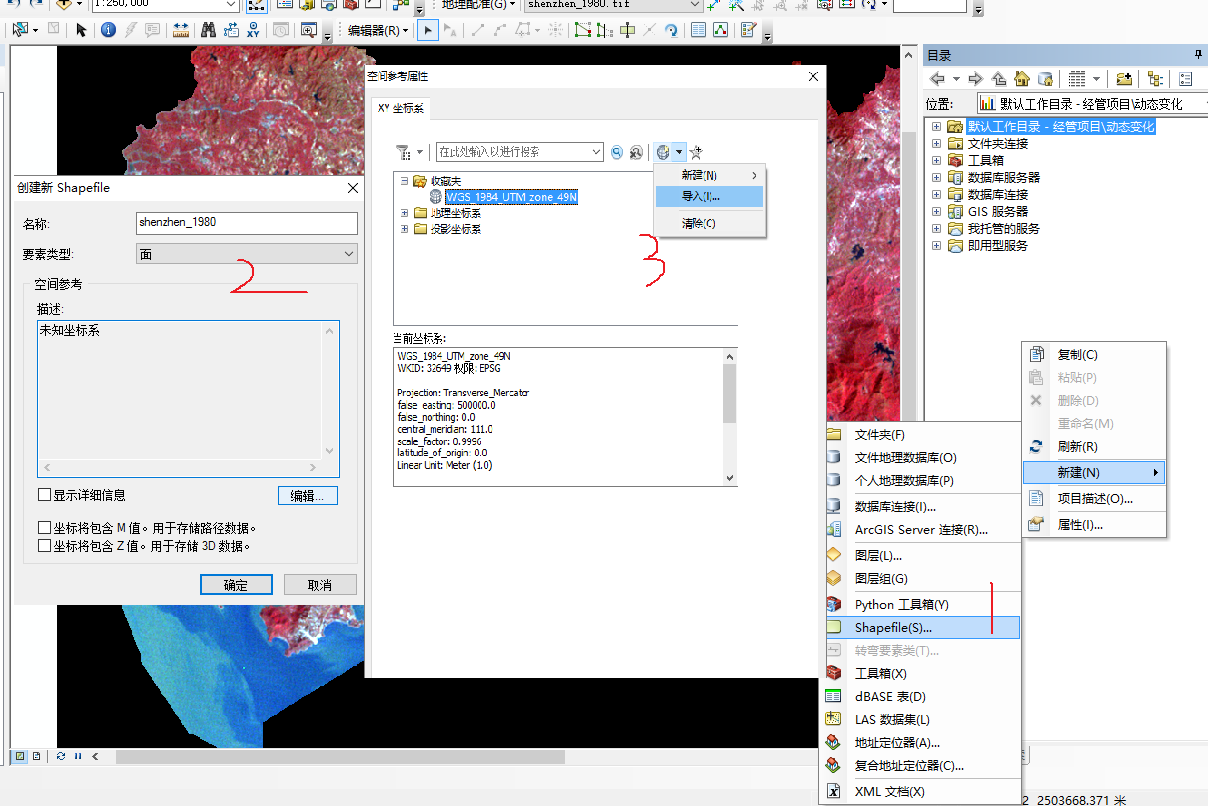 1:250, 000
地理配准(G)
shenzhen_1980.tif
编辑器(R)
XY
空间参考属性
XY 坐标系
在此处输入以进行搜索
新建(N)
导入(I)...
清除(C)
收藏夹
WGS_1984_UTM_zone_49N
地理坐标系
投影坐标系
3
当前坐标系:
WGS_1984_UTM_zone_49N
WKID: 32649 权限: EPSG
Projection: Transverse_Mercator
false_easting: 500000.0
false_northing: 0.0
central_meridian: 111.0
scale_factor: 0.9996
latitude_of_origin: 0.0
Linear Unit: Meter (1.0)
创建新 Shapefile
名称:
shenzhen_1980
要素类型:
面
2
空间参考
描述:
未知坐标系
显示详细信息
编辑...
坐标将包含 M 值。用于存储路径数据。
坐标将包含 Z 值。用于存储 3D 数据。
确定
取消
目录
位置:
默认工作目录 - 经管项目\动态变化
默认工作目录 - 经管项目\动态变化
文件夹连接
工具箱
数据库服务器
数据库连接
GIS 服务器
我托管的服务
即用型服务
复制(C)
粘贴(P)
删除(D)
重命名(M)
刷新(R)
新建(N)
项目描述(O)...
属性(I)...
文件夹(F)
文件地理数据库(O)
个人地理数据库(P)
数据库连接(I)...
ArcGIS Server 连接(R)...
图层(L)...
图层组(G)
Python 工具箱(Y)
Shapefile(S)...
1
转弯要素类(T)...
工具箱(X)
dBASE 表(D)
LAS 数据集(L)
地址定位器(A)...
复合地址定位器(C)...
XML 文档(X)
2 2503668.371 米